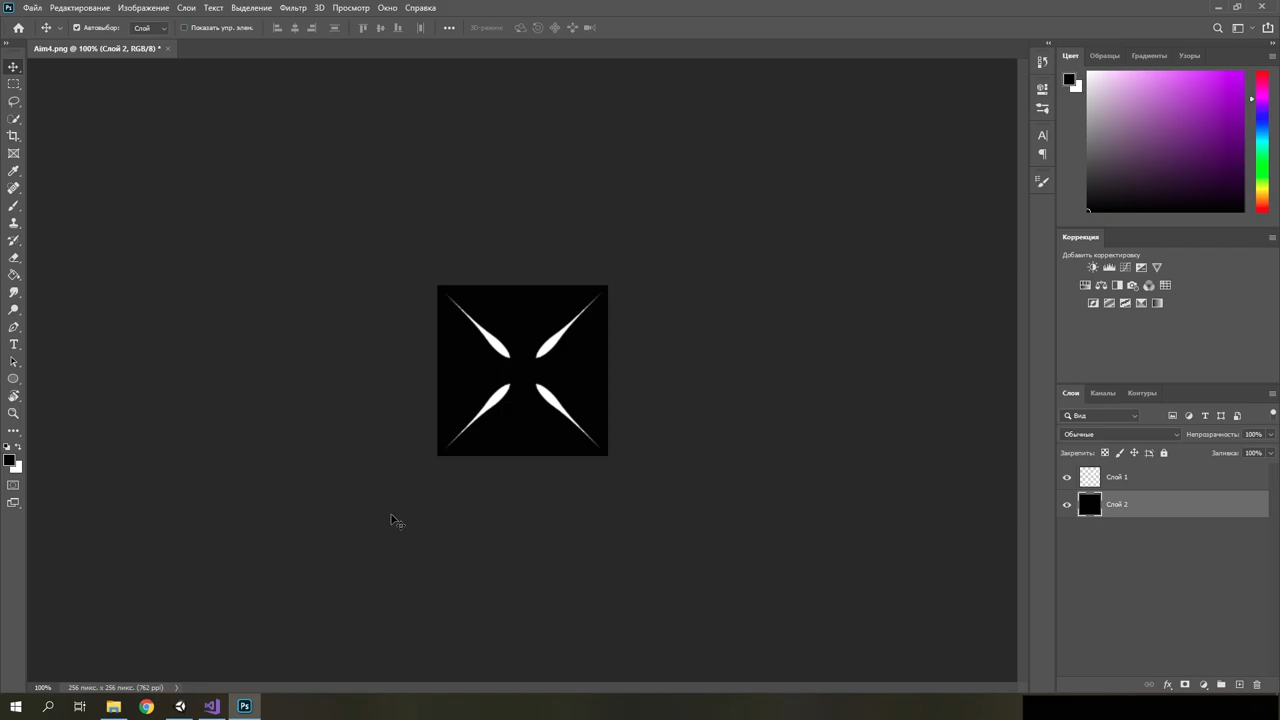 Ps Файл Редактирование Изображение Слои Текст Выделение Фильтр 3D Просмотр Окно Справка
Автовыбор: Слой Показать упр. элем. 3D-режим:
Aim4.png @ 100% (Слой 2, RGB/8) *
Цвет Образцы Градиенты Узоры
Коррекция
Добавить корректировку
Слои Каналы Контуры
Вид
Обычные Непрозрачность: 100%
Закрепить: Заливка: 100%
Слой 1
Слой 2
100% 256 пикс. x 256 пикс. (762 ppi)
Ps